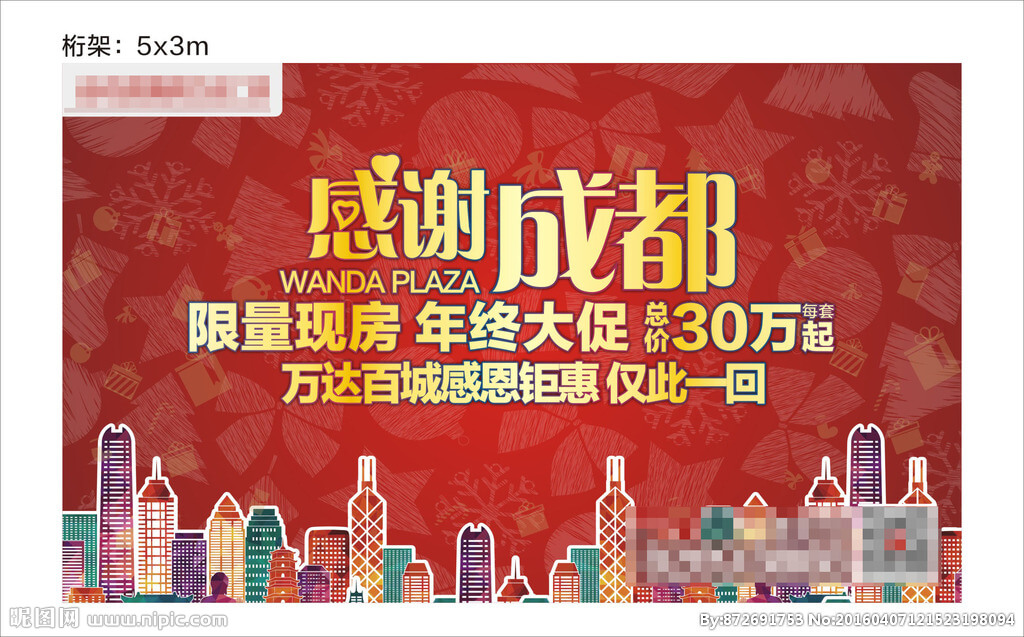 桁架：5x3m
感谢成都
WANDA PLAZA
限量现房 年终大促 总价30万每套起
万达百城感恩钜惠 仅此一回
昵图网 www.nipic.com
By:872691753 No:20160407121523198094